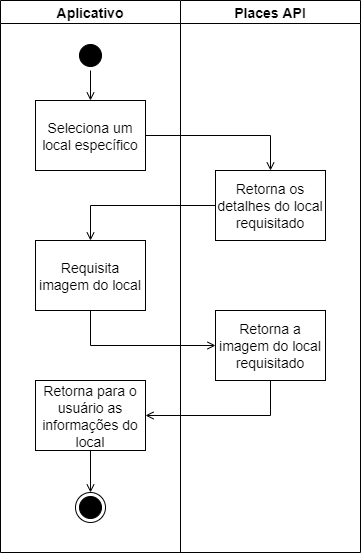 Aplicativo
Places API
Seleciona um
local específico
Retorna os
detalhes do local
requisitado
Requisita
imagem do local
Retorna a
imagem do local
requisitado
Retorna para o
usuário as
informações do
local